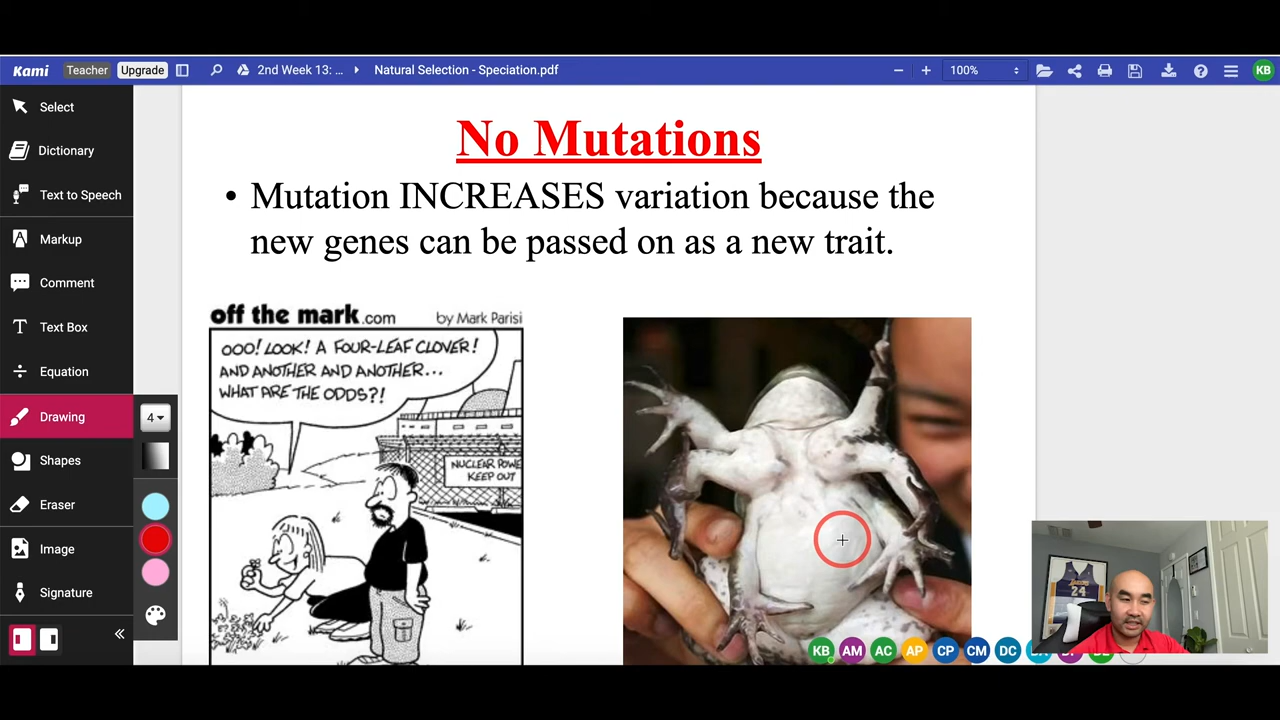 Kami
Teacher
Upgrade
2nd Week 13: ...
Natural Selection - Speciation.pdf
100%
KB
Select
Dictionary
Text to Speech
Markup
Comment
Text Box
Equation
Drawing
4
Shapes
Eraser
Image
Signature
No Mutations
• Mutation INCREASES variation because the
new genes can be passed on as a new trait.
off the mark.com by Mark Parisi
OOO! LOOK! A FOUR-LEAF CLOVER!
AND ANOTHER AND ANOTHER...
WHAT ARE THE ODDS?!
NUCLEAR POWE
KEEP OUT
24
KB AM AC AP CP CM DC